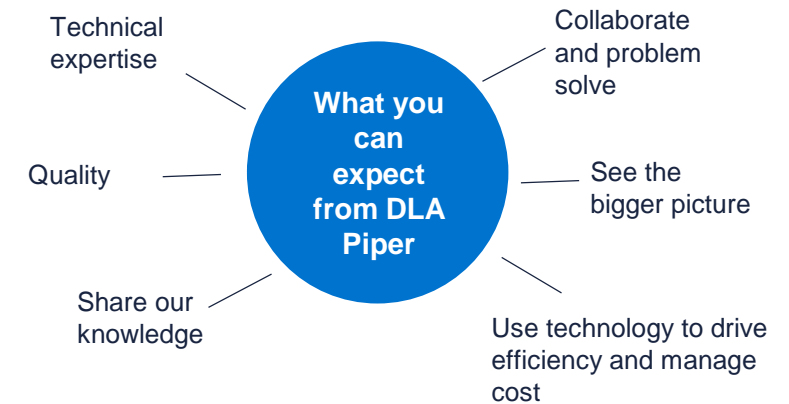 Technical
expertise
Collaborate
and problem
solve
What you
can
expect
from DLA
Piper
Quality
See the
bigger picture
Share our
knowledge
Use technology to drive
efficiency and manage
cost